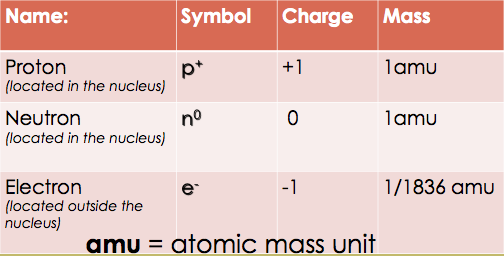 Name: Symbol Charge Mass
Proton p⁺ +1 1amu
(located in the nucleus)
Neutron n⁰ 0 1amu
(located in the nucleus)
Electron e⁻ -1 1/1836 amu
(located outside the
nucleus)
amu = atomic mass unit